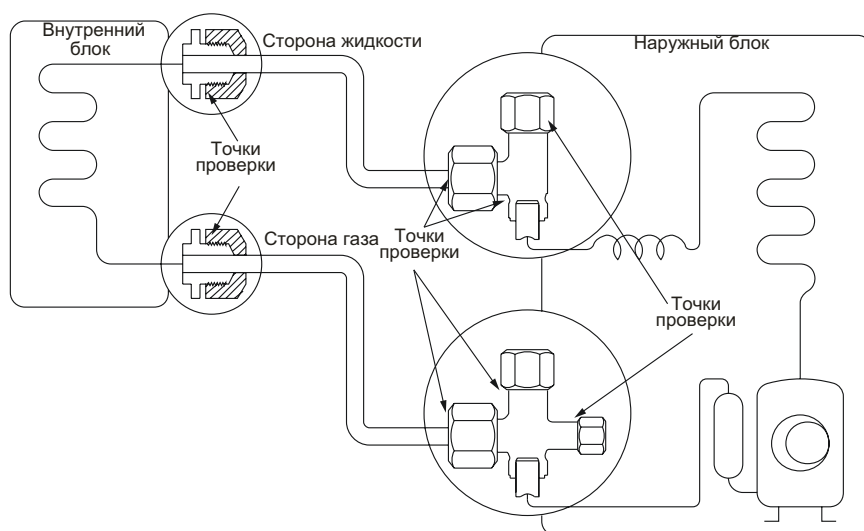 Внутренний
блок
Сторона жидкости
Наружный блок
Точки
проверки
Сторона газа
Точки
проверки
Точки
проверки